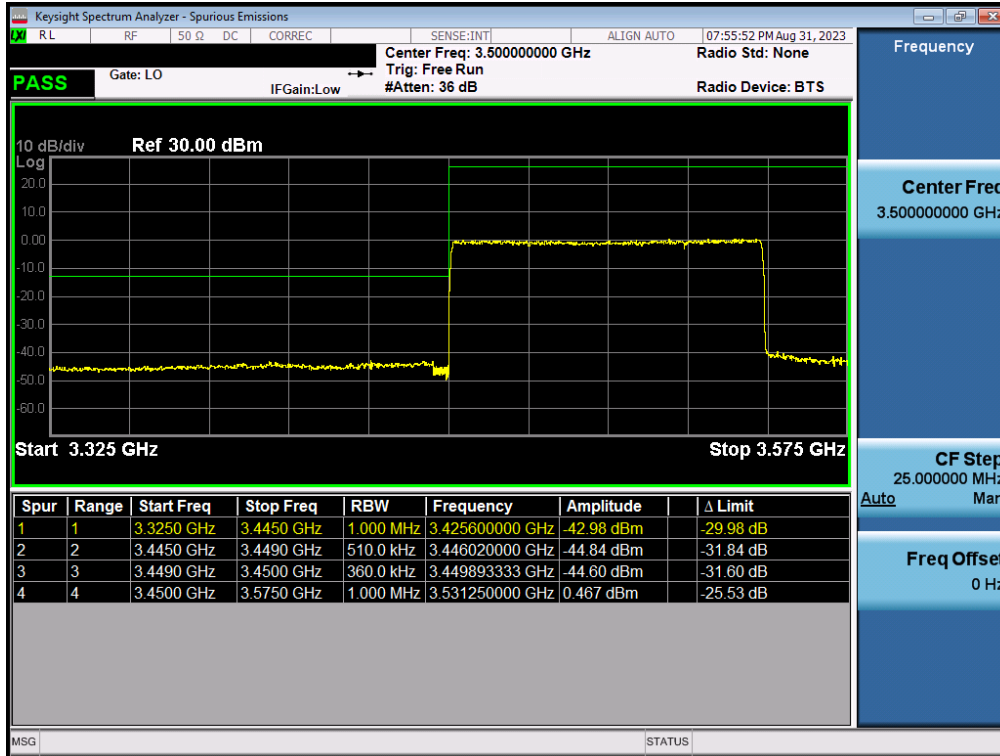 Keysight Spectrum Analyzer - Spurious Emissions
LXI RL RF 50 Ω DC CORREC SENSE:INT ALIGN AUTO 07:55:52 PM Aug 31, 2023
Frequency
Center Freq: 3.500000000 GHz Radio Std: None
Gate: LO Trig: Free Run
PASS IFGain:Low #Atten: 36 dB Radio Device: BTS
10 dB/div Ref 30.00 dBm
Log
20.0
10.0
0.00
-10.0
-20.0
-30.0
-40.0
-50.0
-60.0
Start 3.325 GHz Stop 3.575 GHz
Center Freq
3.500000000 GHz
CF Step
25.000000 MHz
Auto Man
Freq Offset
0 Hz
Spur Range Start Freq Stop Freq RBW Frequency Amplitude Δ Limit
1 1 3.3250 GHz 3.4450 GHz 1.000 MHz 3.425600000 GHz -42.98 dBm -29.98 dB
2 2 3.4450 GHz 3.4490 GHz 510.0 kHz 3.446020000 GHz -44.84 dBm -31.84 dB
3 3 3.4490 GHz 3.4500 GHz 360.0 kHz 3.449893333 GHz -44.60 dBm -31.60 dB
4 4 3.4500 GHz 3.5750 GHz 1.000 MHz 3.531250000 GHz 0.467 dBm -25.53 dB
MSG STATUS